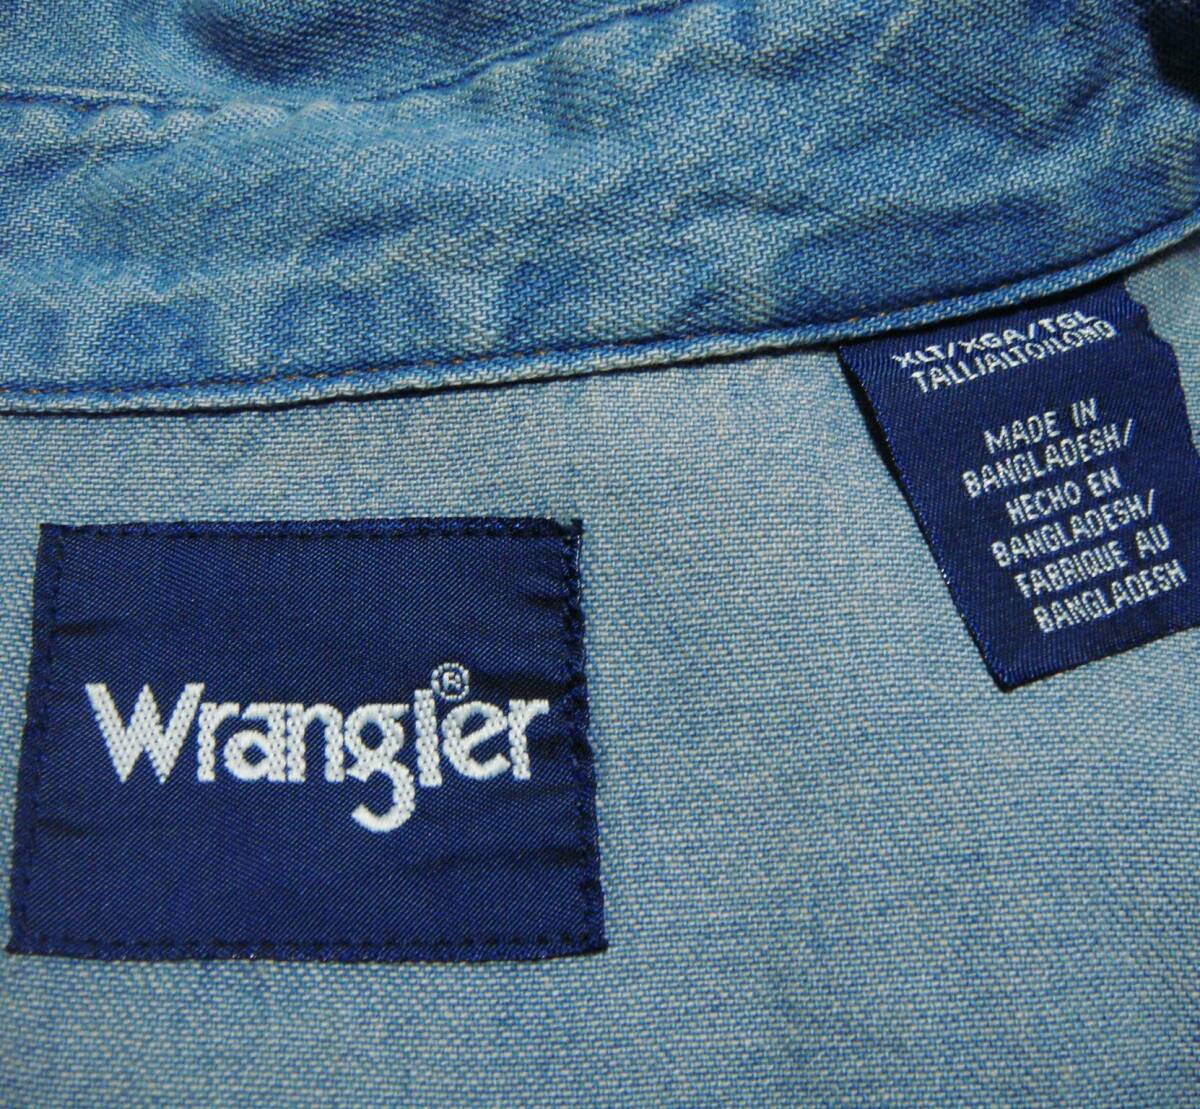 XLT/XGA/TGL
TALL/ALTO/LONG
MADE IN
BANGLADESH/
HECHO EN
BANGLADESH/
FABRIQUE AU
BANGLADESH
Wrangler®